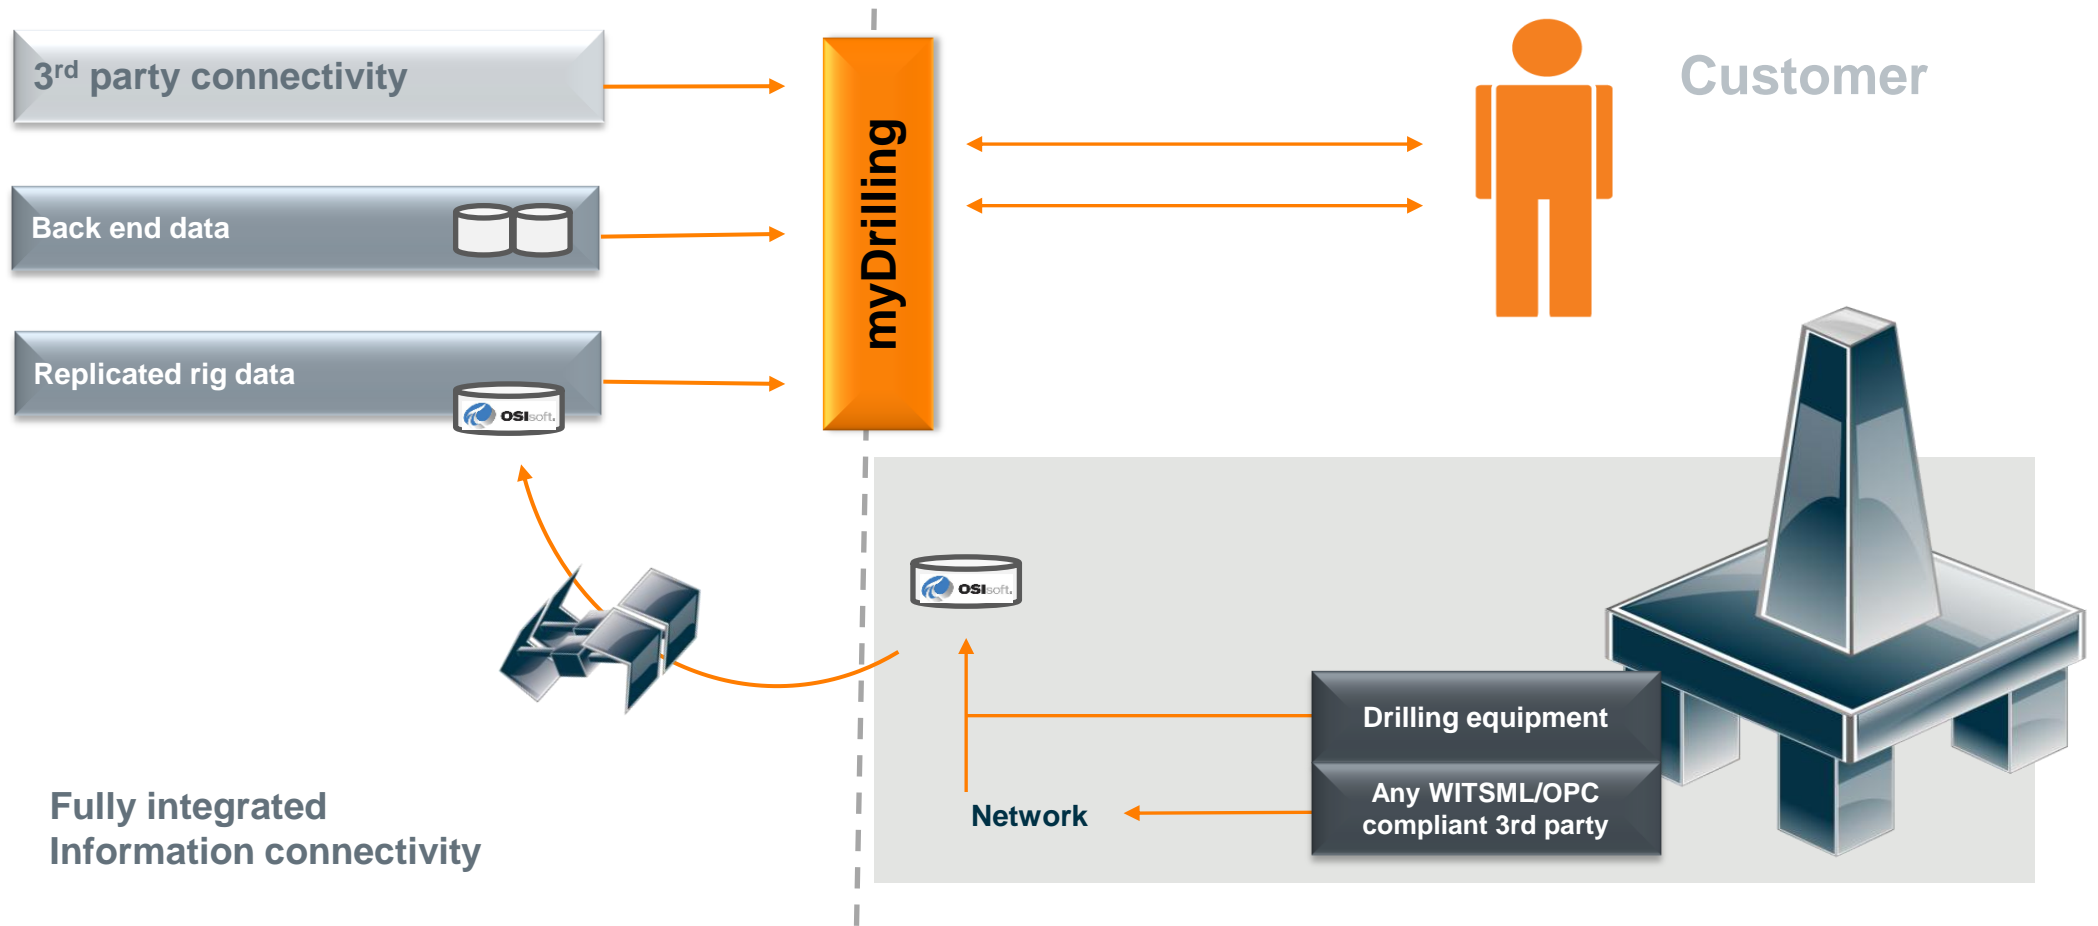 3rd party connectivity
Customer
myDrilling
Back end data
Replicated rig data
OSIsoft.
OSIsoft.
Drilling equipment
Any WITSML/OPC
compliant 3rd party
Network
Fully integrated
Information connectivity